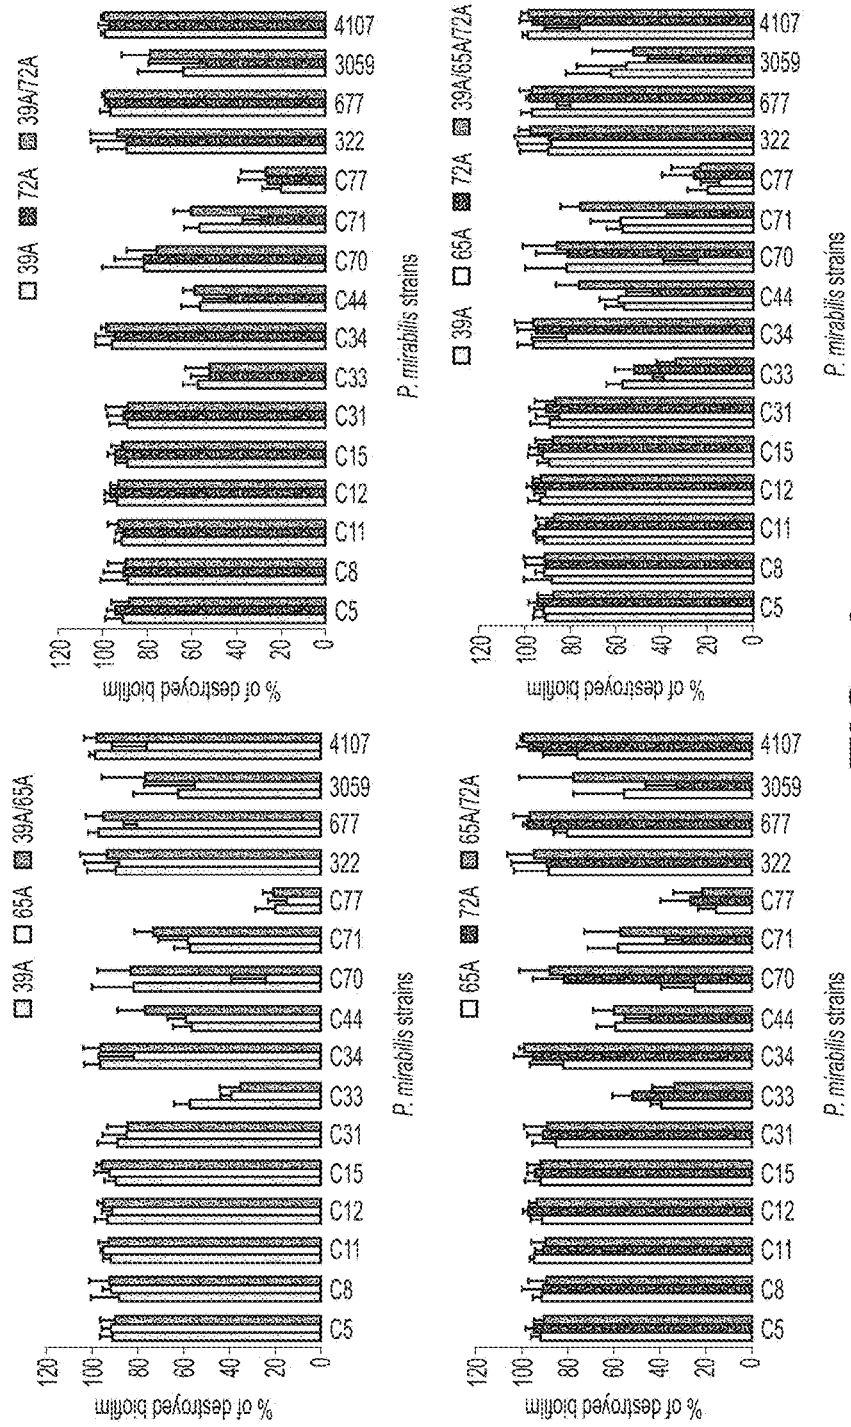 39A 65A 39A/65A
% of destroyed biofilm
120
100
80
60
40
20
0
C5 C8 C11 C12 C15 C31 C33 C34 C44 C70 C71 C77 322 677 3059 4107
P. mirabilis strains
39A 72A 39A/72A
% of destroyed biofilm
120
100
80
60
40
20
0
C5 C8 C11 C12 C15 C31 C33 C34 C44 C70 C71 C77 322 677 3059 4107
P. mirabilis strains
65A 72A 65A/72A
% of destroyed biofilm
120
100
80
60
40
20
0
C5 C8 C11 C12 C15 C31 C33 C34 C44 C70 C71 C77 322 677 3059 4107
P. mirabilis strains
39A 65A 72A 39A/65A/72A
% of destroyed biofilm
120
100
80
60
40
20
0
C5 C8 C11 C12 C15 C31 C33 C34 C44 C70 C71 C77 322 677 3059 4107
P. mirabilis strains